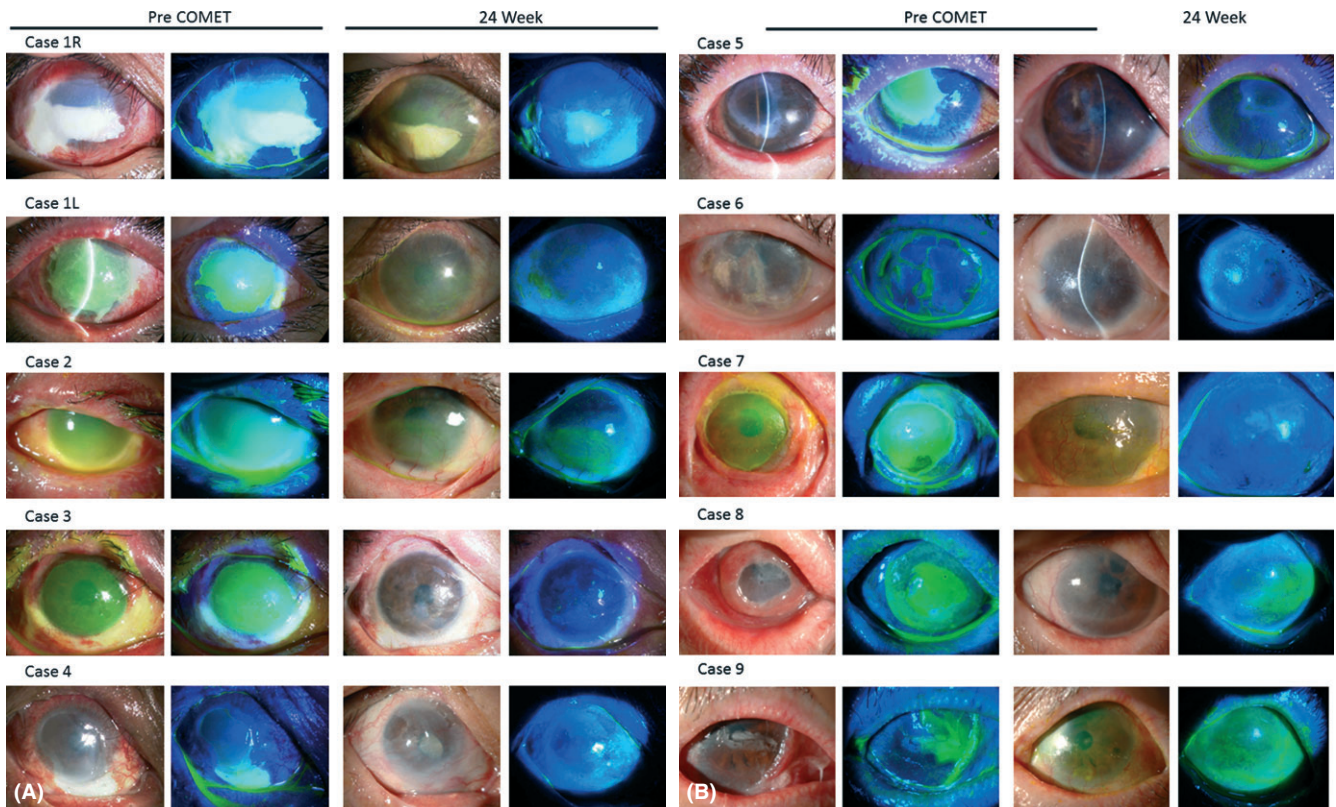 Pre COMET
24 Week
Case 1R
Case 1L
Case 2
Case 3
Case 4
(A)
Pre COMET
24 Week
Case 5
Case 6
Case 7
Case 8
Case 9
(B)